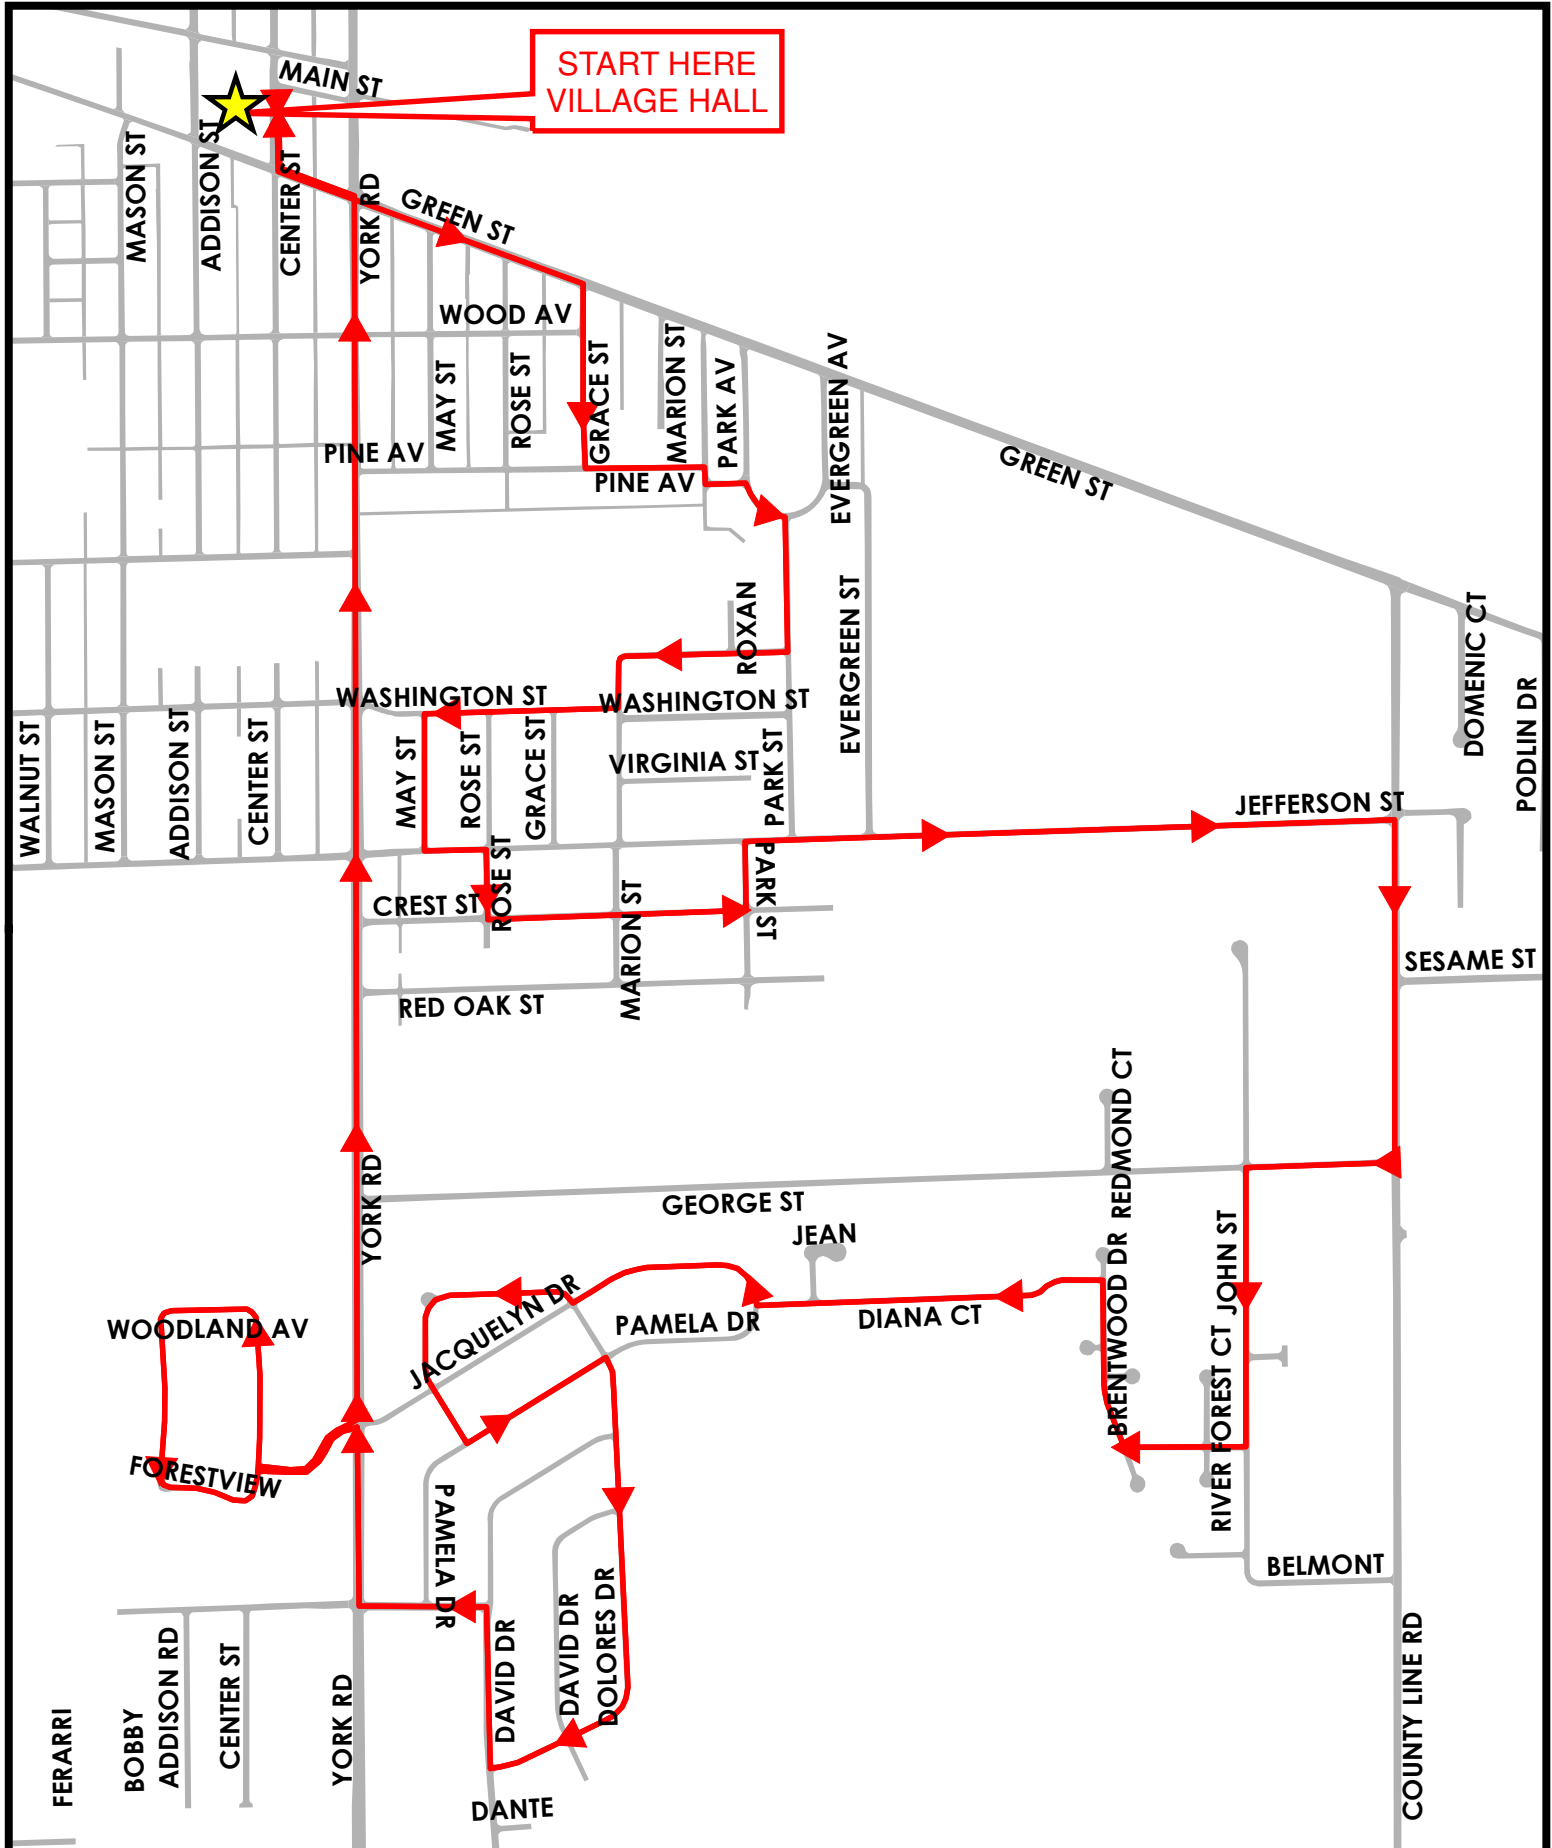 START HERE
VILLAGE HALL
MAIN ST
MASON ST
ADDISON ST
CENTER ST
YORK RD
GREEN ST
WOOD AV
MAY ST
ROSE ST
GRACE ST
MARION ST
PARK AV
EVERGREEN AV
PINE AV
PINE AV
GREEN ST
ROXAN
EVERGREEN ST
DOMENIC CT
PODLIN DR
WASHINGTON ST
WASHINGTON ST
WALNUT ST
MASON ST
ADDISON ST
CENTER ST
MAY ST
ROSE ST
GRACE ST
VIRGINIA ST
PARK ST
JEFFERSON ST
CREST ST
ROSE ST
MARION ST
PARK ST
RED OAK ST
SESAME ST
YORK RD
GEORGE ST
REDMOND CT
JEAN
JOHN ST
BRENTWOOD DR
RIVER FOREST CT
JACQUELYN DR
PAMELA DR
DIANA CT
WOODLAND AV
FORESTVIEW
PAMELA DR
BELMONT
DAVID DR
DAVID DR
DOLORES DR
FERARRI
BOBBY
ADDISON RD
CENTER ST
YORK RD
COUNTY LINE RD
DANTE